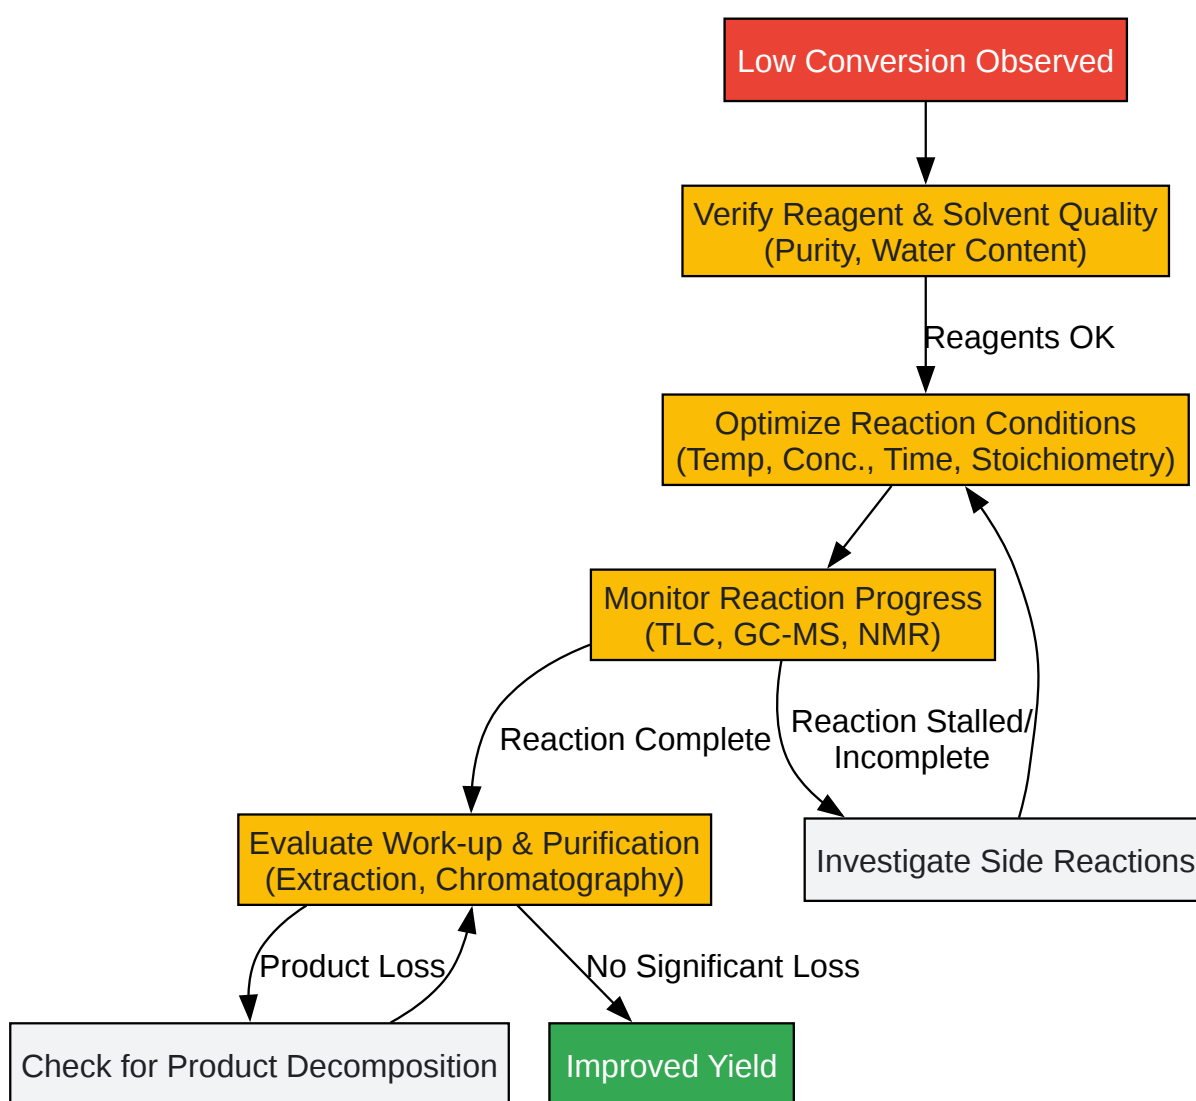 Low Conversion Observed
Verify Reagent & Solvent Quality
(Purity, Water Content)
Reagents OK
Optimize Reaction Conditions
(Temp, Conc., Time, Stoichiometry)
Monitor Reaction Progress
(TLC, GC-MS, NMR)
Reaction Complete
Reaction Stalled/
Incomplete
Evaluate Work-up & Purification
(Extraction, Chromatography)
Investigate Side Reactions
Product Loss
No Significant Loss
Check for Product Decomposition
Improved Yield